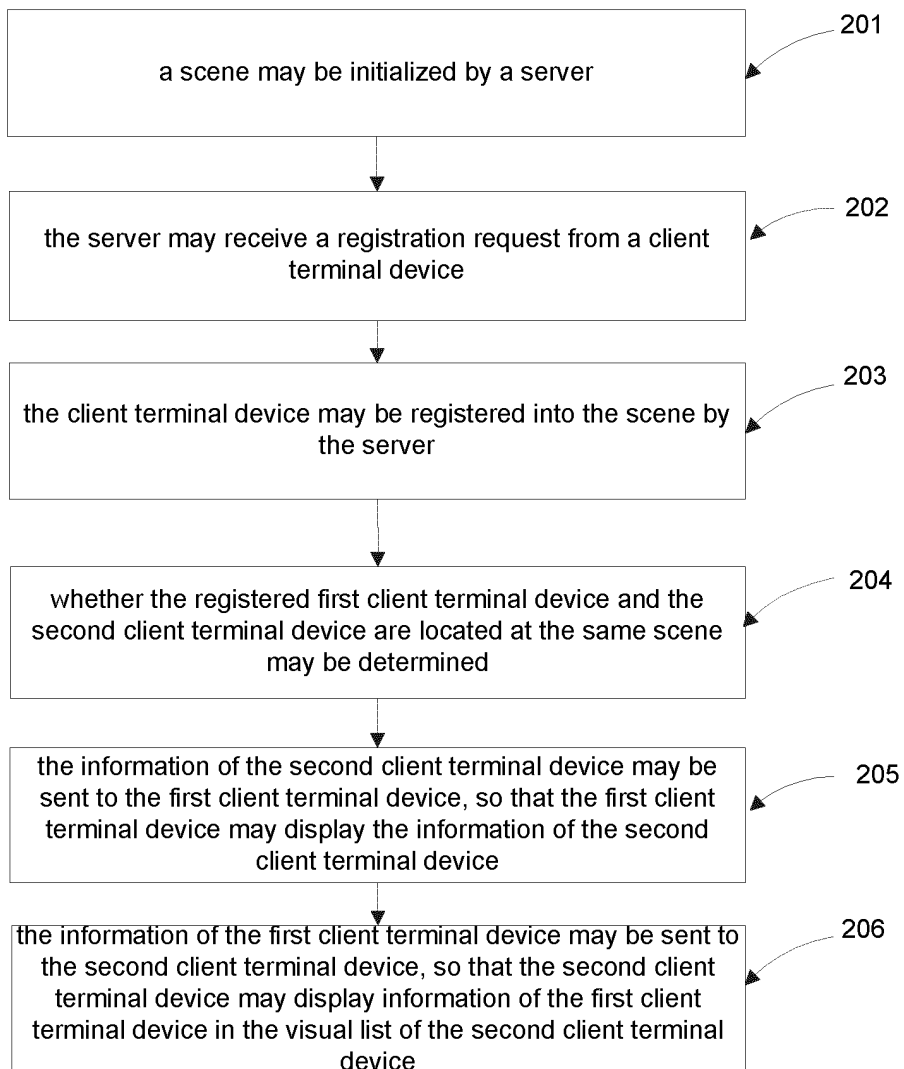 201
a scene may be initialized by a server
202
the server may receive a registration request from a client
terminal device
203
the client terminal device may be registered into the scene by
the server
204
whether the registered first client terminal device and the
second client terminal device are located at the same scene
may be determined
205
the information of the second client terminal device may be
sent to the first client terminal device, so that the first client
terminal device may display the information of the second
client terminal device
206
the information of the first client terminal device may be sent to
the second client terminal device, so that the second client
terminal device may display information of the first client
terminal device in the visual list of the second client terminal
device